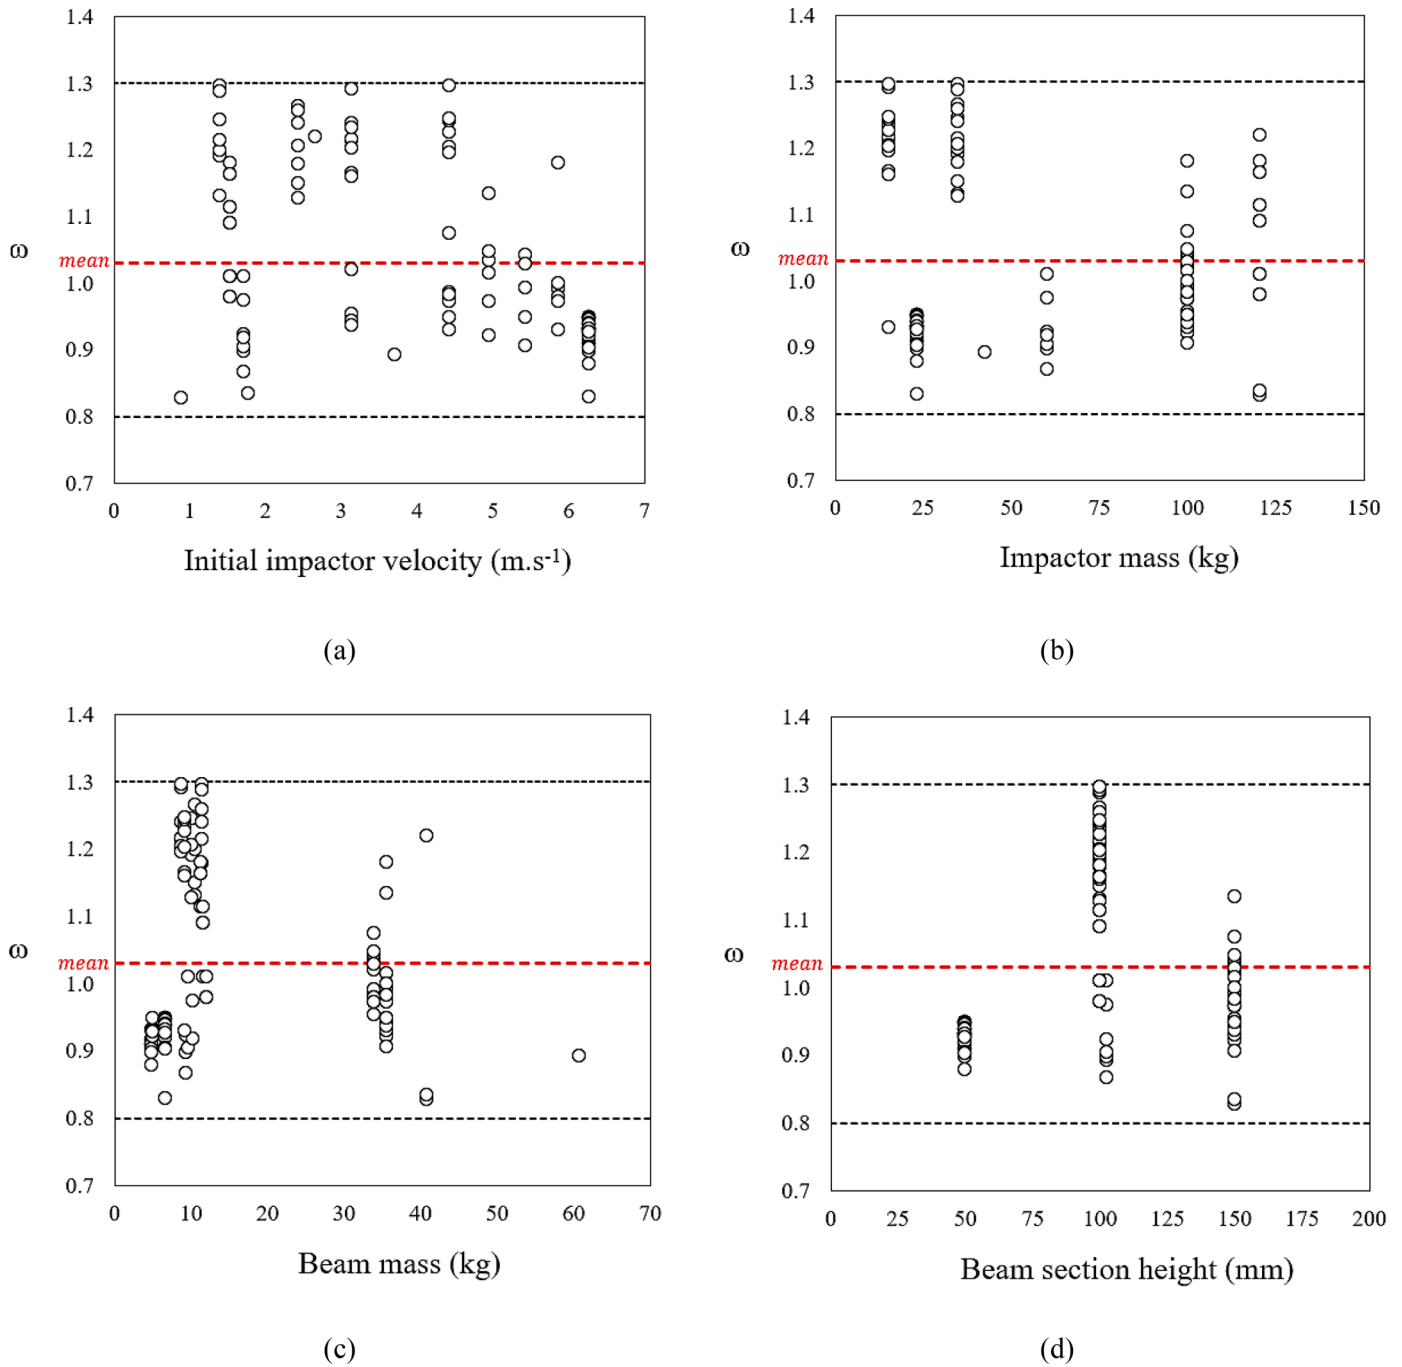 1.4
1.3
1.2
1.1
ω
mean
1.0
0.9
0.8
0.7
0 1 2 3 4 5 6 7
Initial impactor velocity (m.s-1)
(a)
1.4
1.3
1.2
1.1
ω
mean
1.0
0.9
0.8
0.7
0 25 50 75 100 125 150
Impactor mass (kg)
(b)
1.4
1.3
1.2
1.1
ω
mean
1.0
0.9
0.8
0.7
0 10 20 30 40 50 60 70
Beam mass (kg)
(c)
1.4
1.3
1.2
1.1
ω
mean
1.0
0.9
0.8
0.7
0 25 50 75 100 125 150 175 200
Beam section height (mm)
(d)